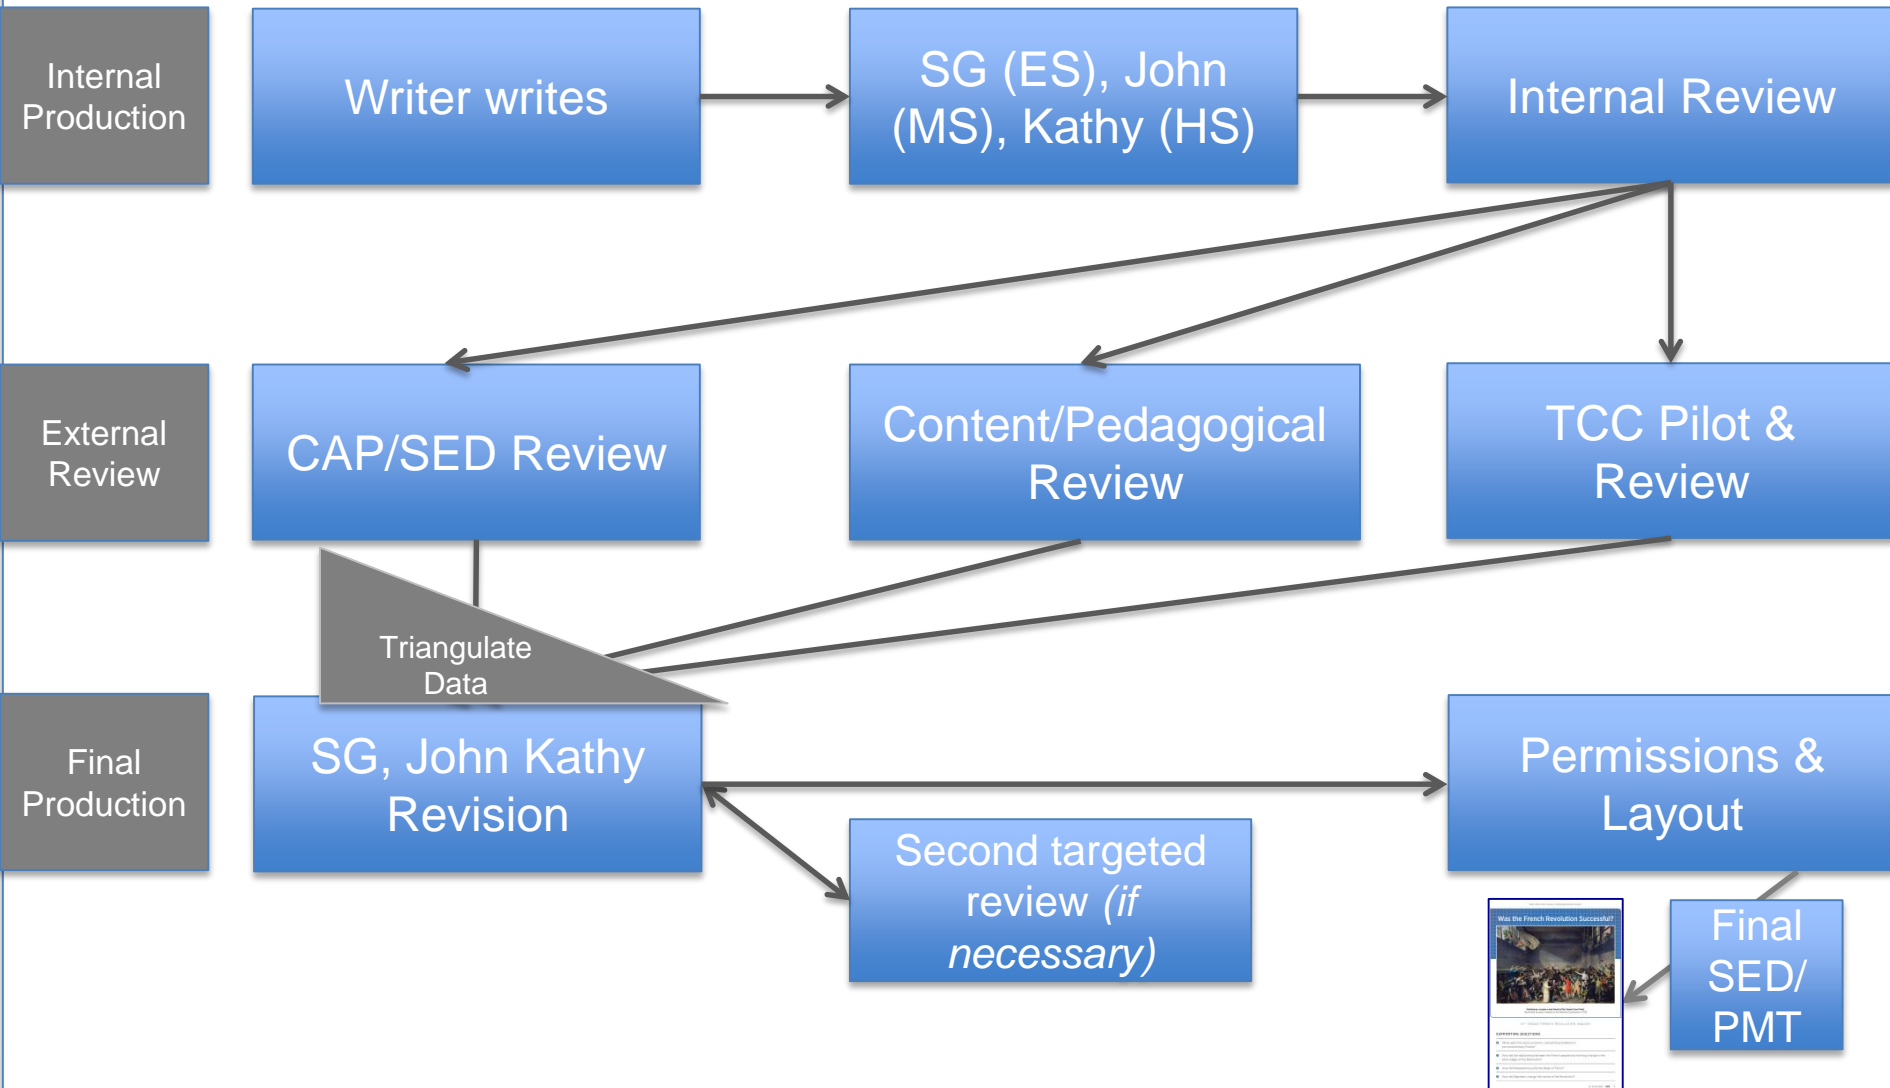 Internal
Production
Writer writes
SG (ES), John
(MS), Kathy (HS)
Internal Review
External
Review
CAP/SED Review
Content/Pedagogical
Review
TCC Pilot &
Review
Triangulate
Data
Final
Production
SG, John Kathy
Revision
Second targeted
review (if
necessary)
Permissions &
Layout
Final
SED/
PMT
Was the French Revolution Successful?
SUPPORTING QUESTIONS